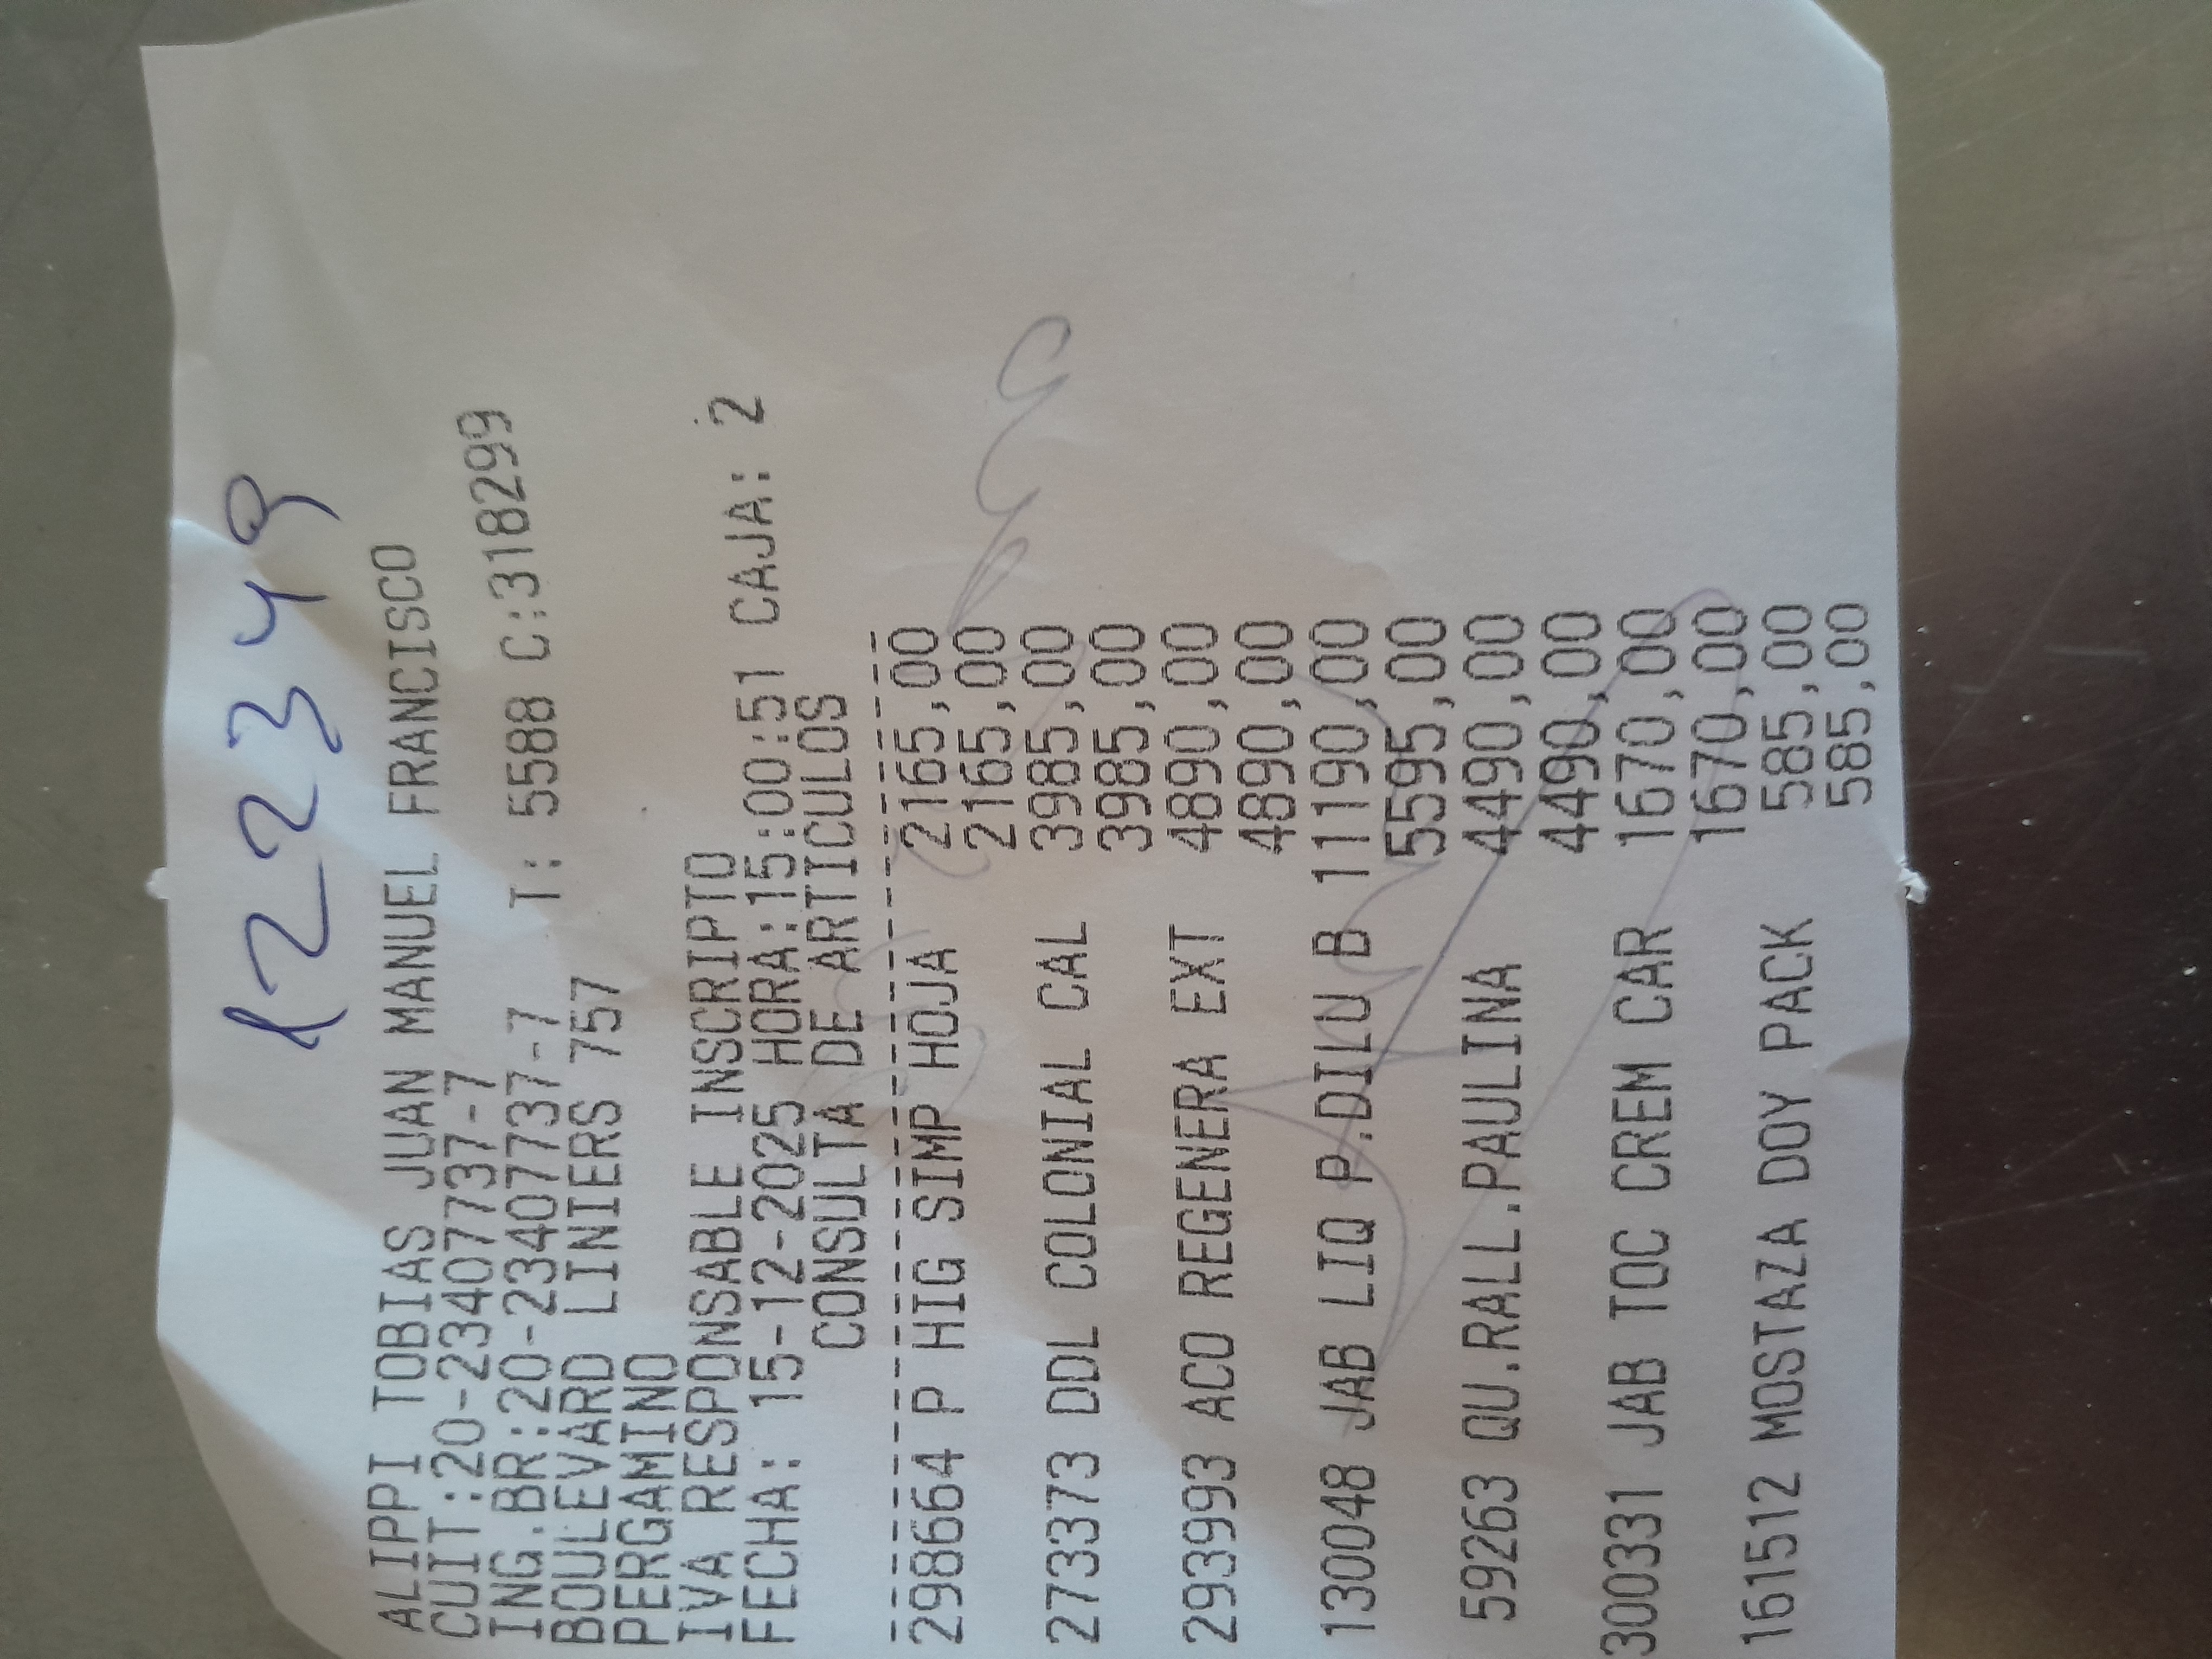 R22349
ALIPPI TOBIAS JUAN MANUEL FRANCISCO
CUIT:20-23407737-7
ING.BR:20-23407737-7 T: 5588 C:318299
BOULEVARD LINIERS 757
PERGAMINO
IVA RESPONSABLE INSCRIPTO
FECHA: 15-12-2025 HORA:15:00:51 CAJA: 2
CONSULTA DE ARTICULOS
298664 P HIG SIMP HOJA 2165,00
2165,00
273373 DDL COLONIAL CAL 3985,00
3985,00
293993 ACO REGENERA EXT 4890,00
4890,00
130048 JAB LIQ P.DILU B 11190,00
5595,00
59263 QU.RALL.PAULINA 4490,00
4490,00
300331 JAB TOC CREM CAR 1670,00
1670,00
161512 MOSTAZA DOY PACK 585,00
585,00